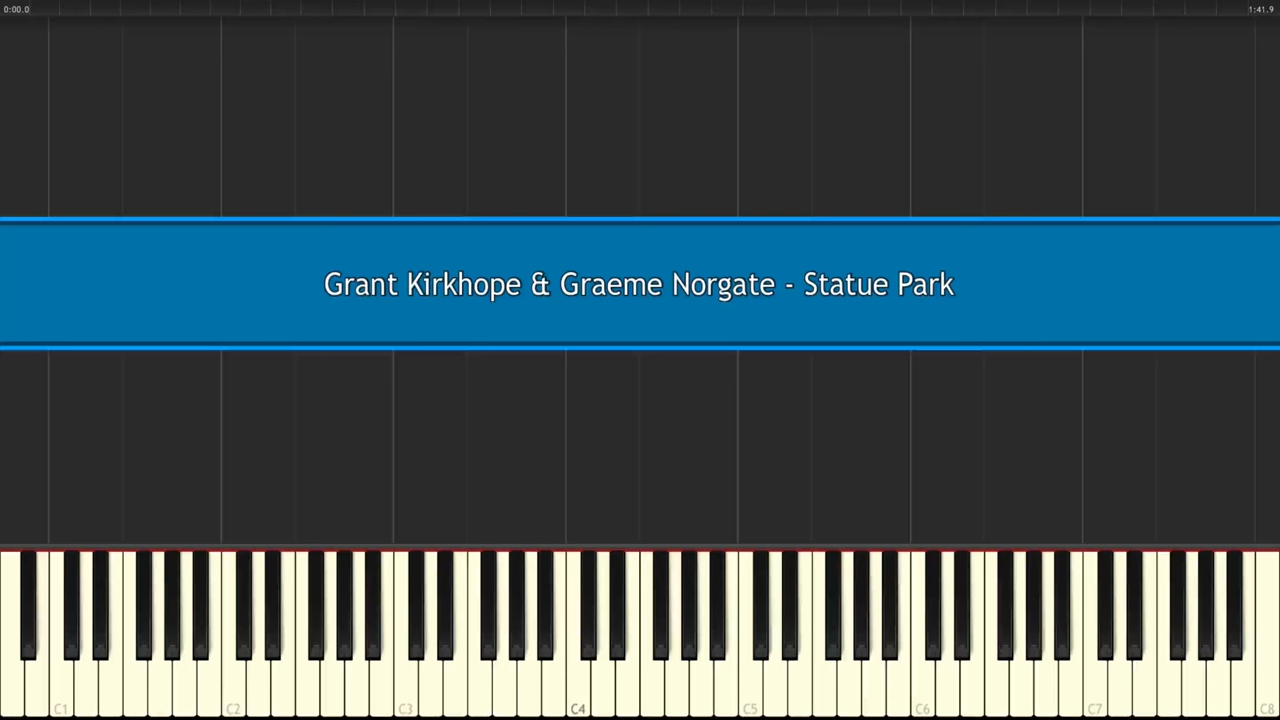 0:00.0
1:41.9
Grant Kirkhope & Graeme Norgate - Statue Park
C1 C2 C3 C4 C5 C6 C7 C8